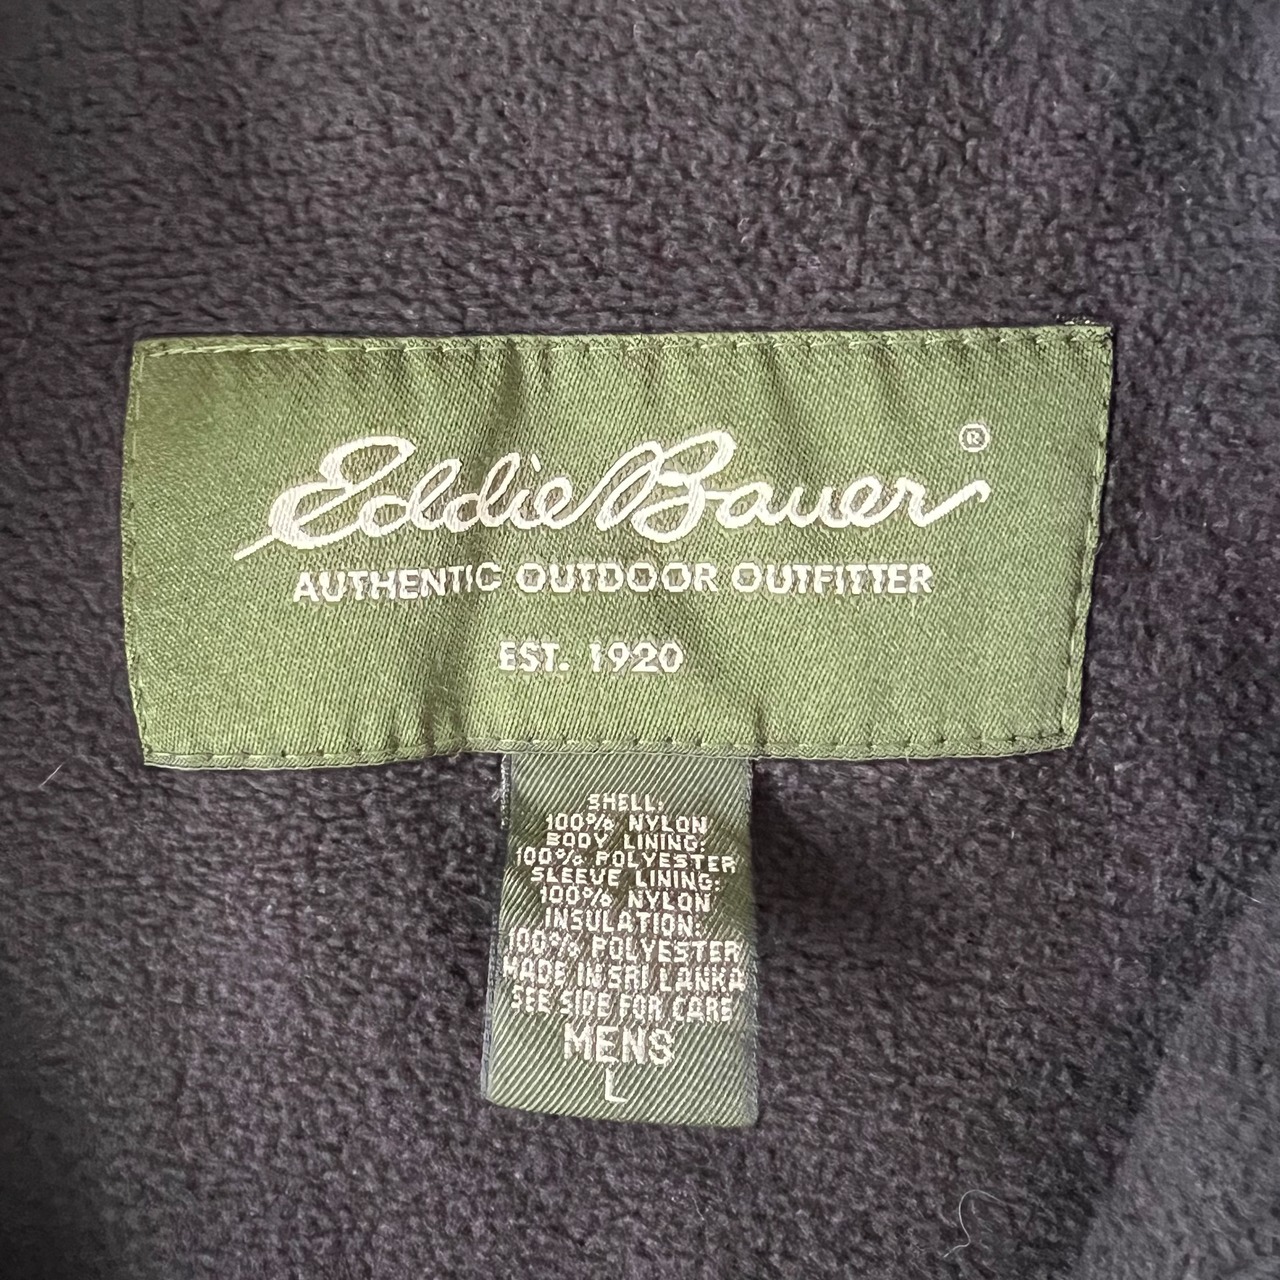 Eddie Bauer®
AUTHENTIC OUTDOOR OUTFITTER
EST. 1920
SHELL:
100% NYLON
BODY LINING:
100% POLYESTER
SLEEVE LINING:
100% NYLON
INSULATION:
100% POLYESTER
MADE IN SRI LANKA
SEE SIDE FOR CARE
MENS
L